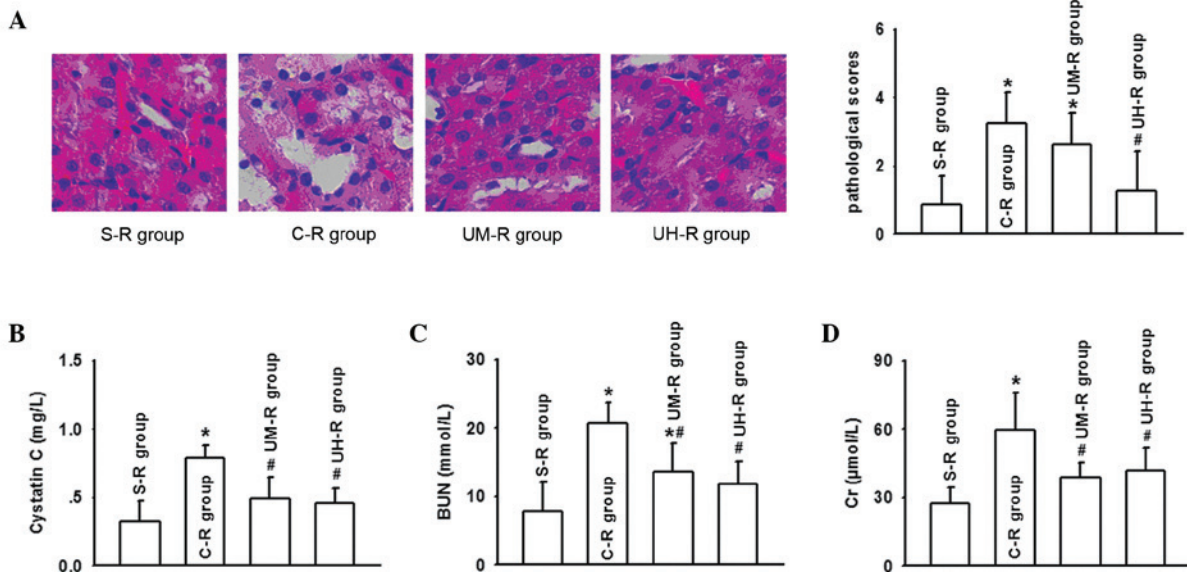 A
S-R group
C-R group
UM-R group
UH-R group
pathological scores
6
4
2
0
S-R group
*
C-R group
* UM-R group
# UH-R group
B
Cystatin C (mg/L)
1.5
1.0
.5
0.0
S-R group
*
C-R group
# UM-R group
# UH-R group
C
BUN (mmol/L)
30
20
10
0
S-R group
*
C-R group
*# UM-R group
# UH-R group
D
Cr (µmol/L)
90
60
30
0
S-R group
*
C-R group
# UM-R group
# UH-R group